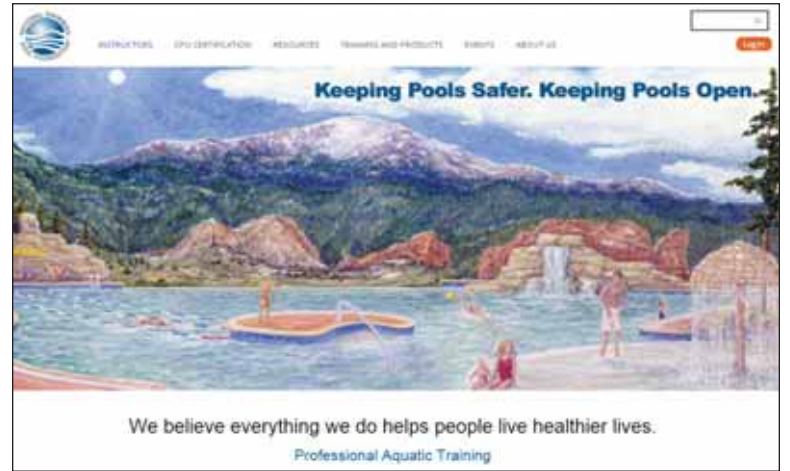 INSTRUCTORS CPO CERTIFICATION RESOURCES TRAINING AND PRODUCTS EVENTS ABOUT US
Log In
Keeping Pools Safer. Keeping Pools Open.
We believe everything we do helps people live healthier lives.
Professional Aquatic Training